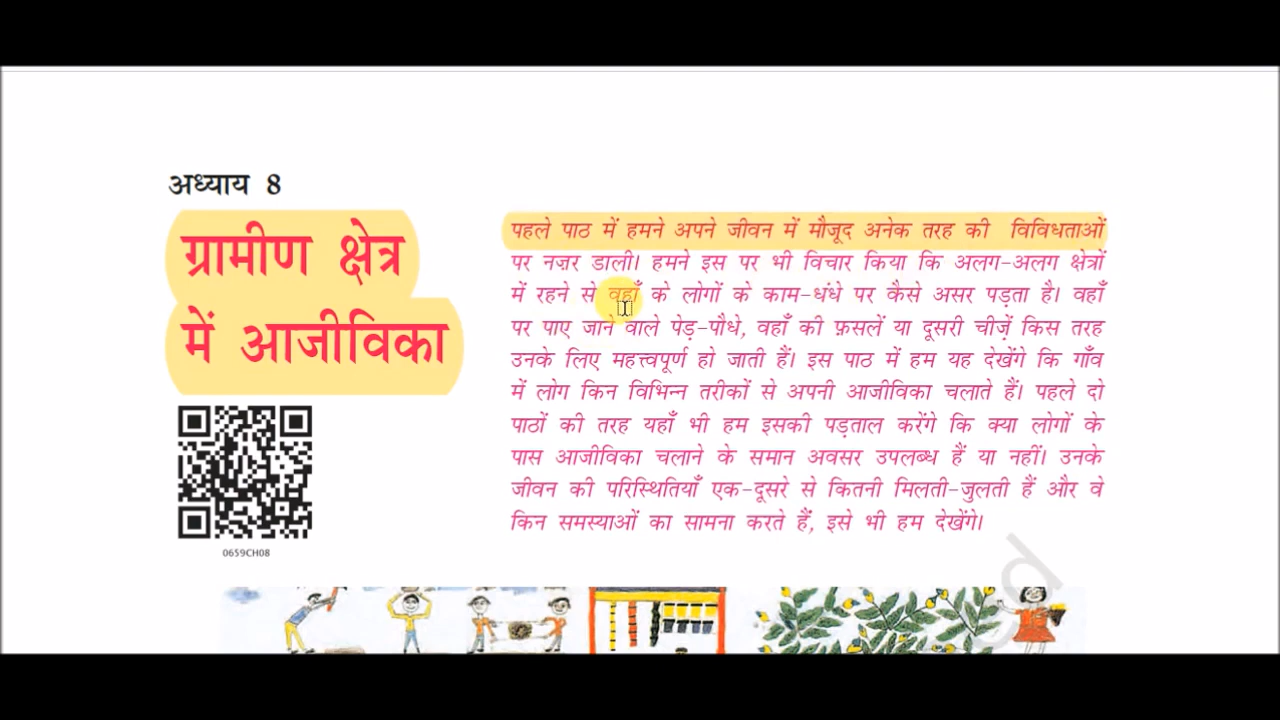 अध्याय 8
ग्रामीण क्षेत्र
में आजीविका
0659CH08
पहले पाठ में हमने अपने जीवन में मौजूद अनेक तरह की विविधताओं
पर नज़र डाली। हमने इस पर भी विचार किया कि अलग-अलग क्षेत्रों
में रहने से वहाँ के लोगों के काम-धंधे पर कैसे असर पड़ता है। वहाँ
पर पाए जाने वाले पेड़-पौधे, वहाँ की फ़सलें या दूसरी चीज़ें किस तरह
उनके लिए महत्त्वपूर्ण हो जाती हैं। इस पाठ में हम यह देखेंगे कि गाँव
में लोग किन विभिन्न तरीकों से अपनी आजीविका चलाते हैं। पहले दो
पाठों की तरह यहाँ भी हम इसकी पड़ताल करेंगे कि क्या लोगों के
पास आजीविका चलाने के समान अवसर उपलब्ध हैं या नहीं। उनके
जीवन की परिस्थितियाँ एक-दूसरे से कितनी मिलती-जुलती हैं और वे
किन समस्याओं का सामना करते हैं, इसे भी हम देखेंगे।